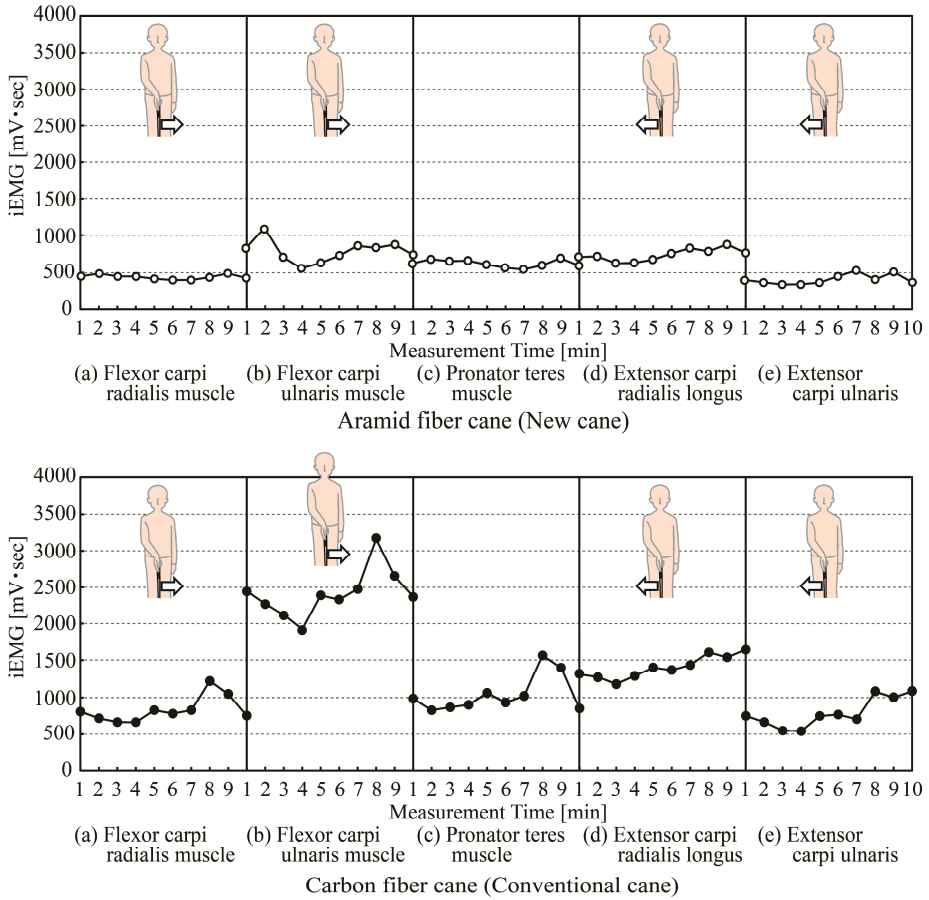 4000
3500
3000
2500
2000
1500
1000
500
0
iEMG [mV•sec]
1 2 3 4 5 6 7 8 9 1 2 3 4 5 6 7 8 9 1 2 3 4 5 6 7 8 9 1 2 3 4 5 6 7 8 9 1 2 3 4 5 6 7 8 9 10
Measurement Time [min]
(a) Flexor carpi radialis muscle
(b) Flexor carpi ulnaris muscle
(c) Pronator teres muscle
(d) Extensor carpi radialis longus
(e) Extensor carpi ulnaris
Aramid fiber cane (New cane)
4000
3500
3000
2500
2000
1500
1000
500
0
iEMG [mV•sec]
1 2 3 4 5 6 7 8 9 1 2 3 4 5 6 7 8 9 1 2 3 4 5 6 7 8 9 1 2 3 4 5 6 7 8 9 1 2 3 4 5 6 7 8 9 10
Measurement Time [min]
(a) Flexor carpi radialis muscle
(b) Flexor carpi ulnaris muscle
(c) Pronator teres muscle
(d) Extensor carpi radialis longus
(e) Extensor carpi ulnaris
Carbon fiber cane (Conventional cane)